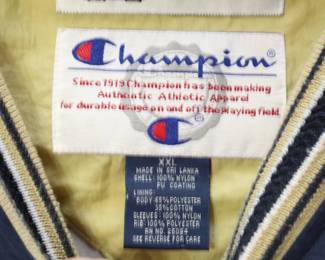 Champion
Since 1919 Champion has been making
Authentic Athletic Apparel
for durable usage on and off the playing field.
XXL
MADE IN SRI LANKA
SHELL: 100% NYLON
PU COATING
LINING:
BODY: 65% POLYESTER
35% COTTON
SLEEVES: 100% NYLON
RIB: 100% POLYESTER
RN 26094
SEE REVERSE FOR CARE